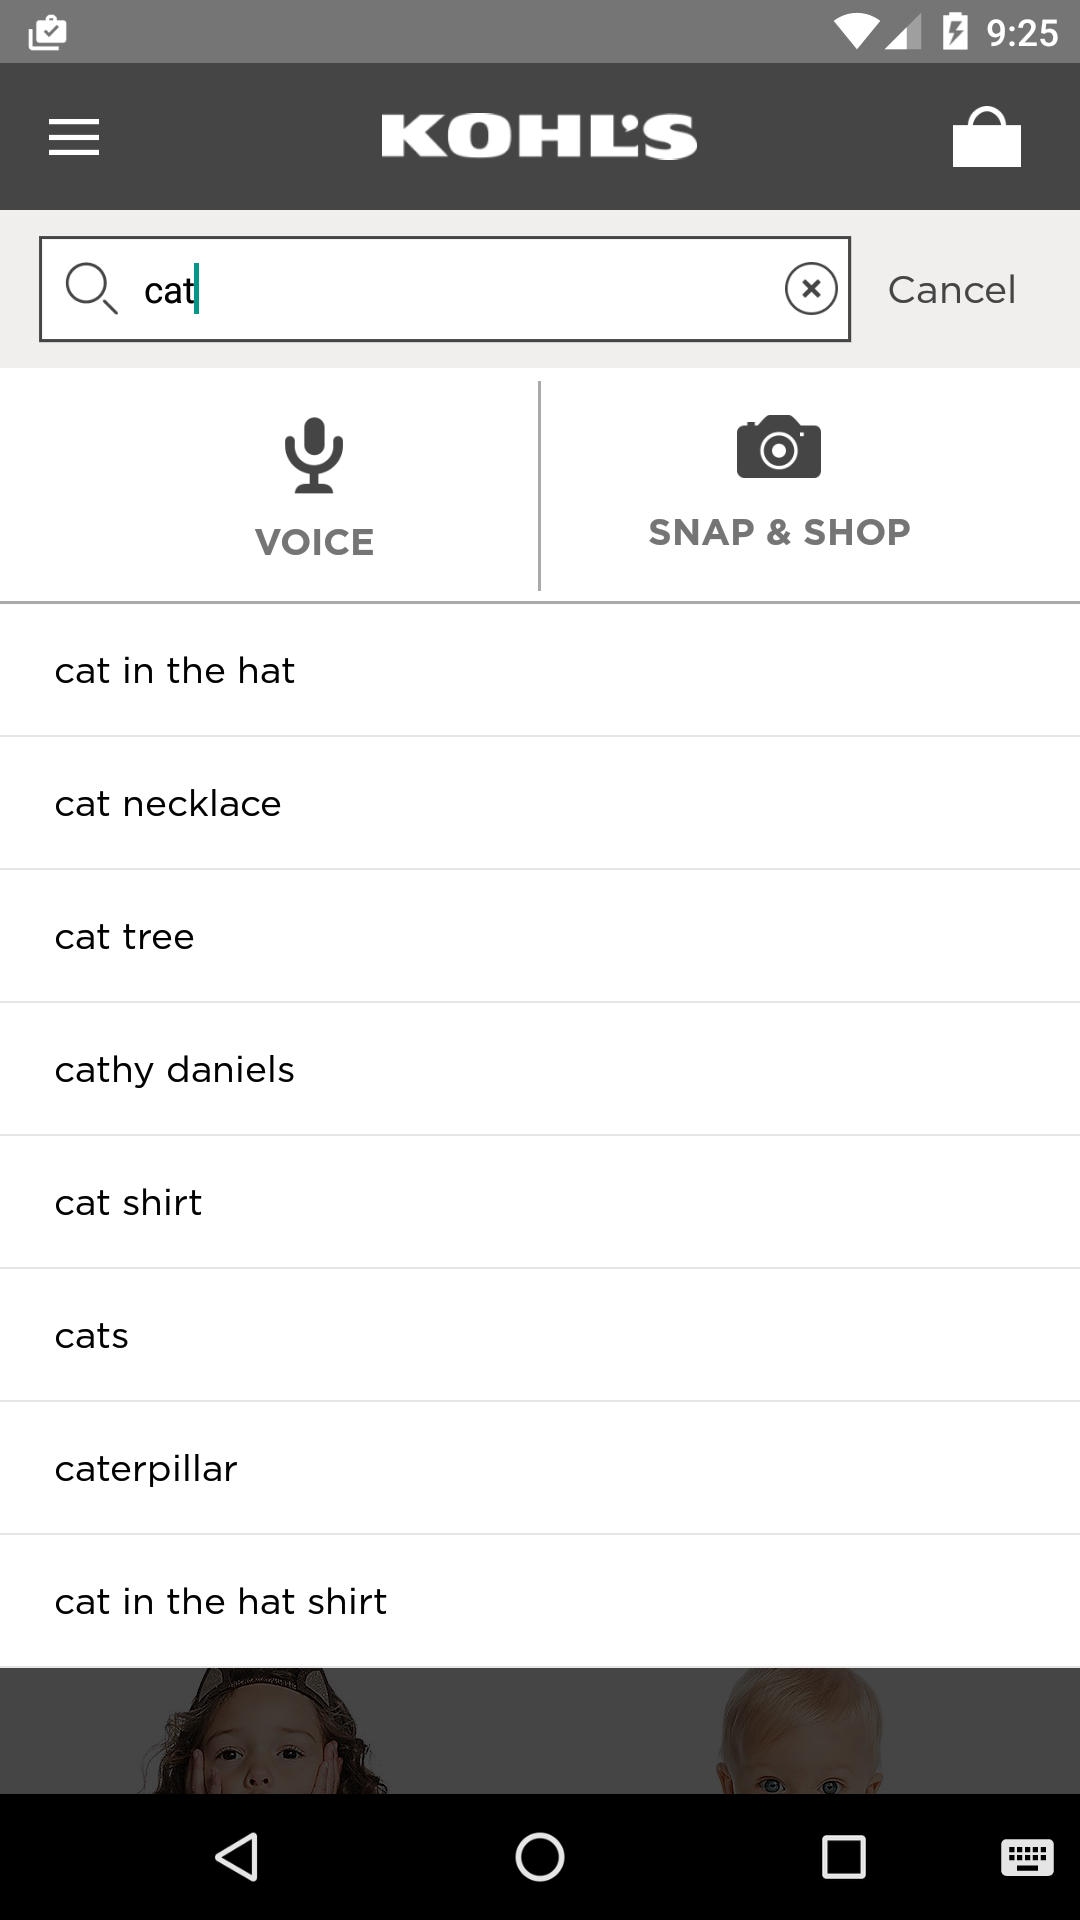 9:25
KOHL'S
cat
Cancel
VOICE
SNAP & SHOP
cat in the hat
cat necklace
cat tree
cathy daniels
cat shirt
cats
caterpillar
cat in the hat shirt